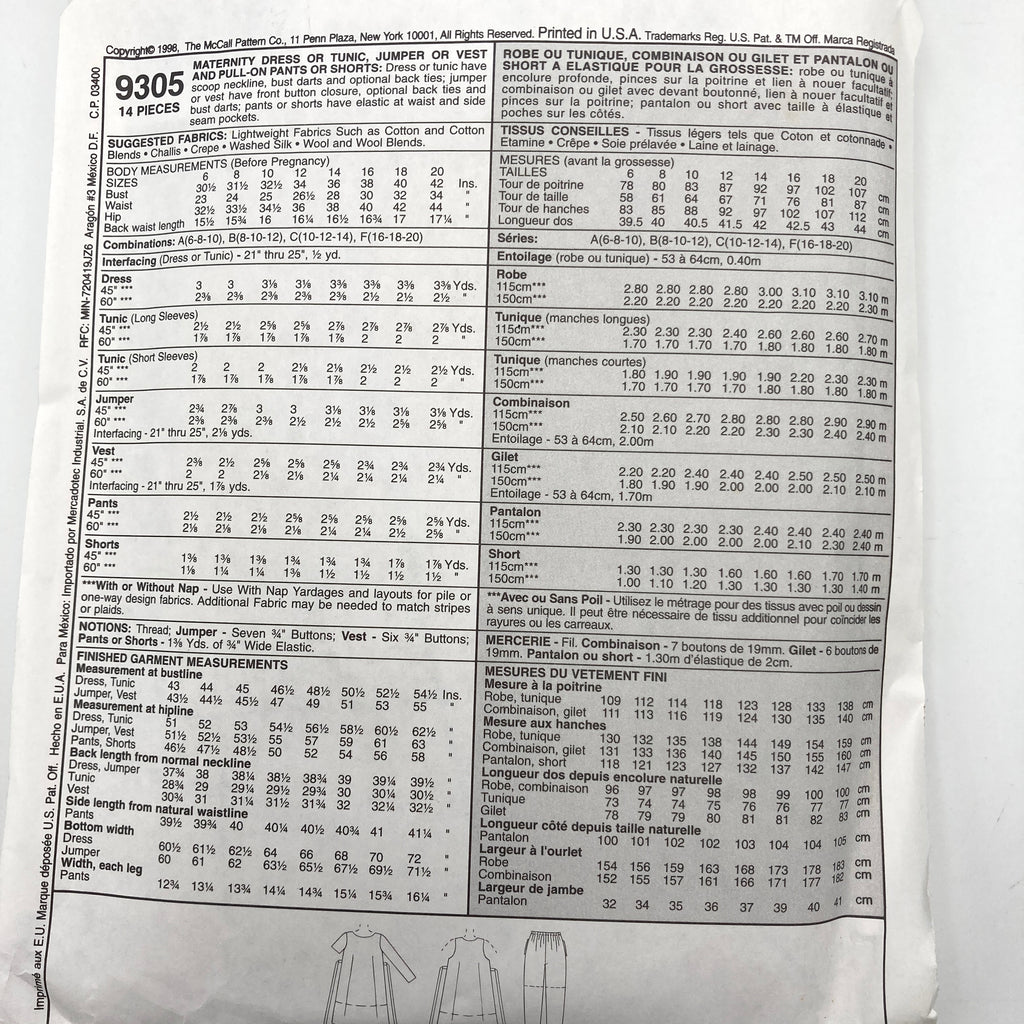 Copyright© 1998, The McCall Pattern Co., 11 Penn Plaza, New York 10001, All Rights Reserved. Printed in U.S.A. Trademarks Reg. U.S. Pat. & TM Off. Marca Registrada
9305
14 PIECES
MATERNITY DRESS OR TUNIC, JUMPER OR VEST
AND PULL-ON PANTS OR SHORTS: Dress or tunic have
scoop neckline, bust darts and optional back ties; jumper
or vest have front button closure, optional back ties and
bust darts; pants or shorts have elastic at waist and side
seam pockets.
SUGGESTED FABRICS: Lightweight Fabrics Such as Cotton and Cotton
Blends • Challis • Crepe • Washed Silk • Wool and Wool Blends.
BODY MEASUREMENTS (Before Pregnancy)
SIZES 6 8 10 12 14 16 18 20
Bust 30½ 31½ 32½ 34 36 38 40 42 Ins.
Waist 23 24 25 26½ 28 30 32 34 "
Hip 32½ 33½ 34½ 36 38 40 42 44 "
Back waist length 15½ 15¾ 16 16¼ 16½ 16¾ 17 17¼ "
Combinations: A(6-8-10), B(8-10-12), C(10-12-14), F(16-18-20)
Interfacing (Dress or Tunic) - 21" thru 25", ½ yd.
Dress
45" *** 3 3 3⅛ 3⅛ 3⅜ 3⅜ 3⅜ 3⅜ Yds.
60" *** 2⅜ 2⅜ 2⅜ 2⅜ 2⅜ 2½ 2½ 2½ "
Tunic (Long Sleeves)
45" *** 2½ 2½ 2⅝ 2⅝ 2⅞ 2⅞ 2⅞ 2⅞ Yds.
60" *** 1⅞ 1⅞ 1⅞ 1⅞ 1⅞ 2 2 2 "
Tunic (Short Sleeves)
45" *** 2 2 2 2⅛ 2⅛ 2½ 2½ 2½ Yds.
60" *** 1⅞ 1⅞ 1⅞ 1⅞ 1⅞ 2 2 2 "
Jumper
45" *** 2¾ 2⅞ 3 3 3⅛ 3⅛ 3⅛ 3⅛ Yds.
60" *** 2⅜ 2⅜ 2⅜ 2½ 2½ 2½ 2⅝ 2⅝ "
Interfacing - 21" thru 25", 2⅛ yds.
Vest
45" *** 2⅜ 2½ 2⅝ 2⅝ 2⅝ 2¾ 2¾ 2¾ Yds.
60" *** 2 2 2⅛ 2⅛ 2¼ 2¼ 2¼ 2¼ "
Interfacing - 21" thru 25", 1⅞ yds.
Pants
45" *** 2½ 2½ 2½ 2⅝ 2⅝ 2⅝ 2⅝ 2⅝ Yds.
60" *** 2⅛ 2⅛ 2⅛ 2¼ 2¼ 2½ 2⅝ "
Shorts
45" *** 1⅜ 1⅜ 1⅜ 1¾ 1¾ 1¾ 1⅞ 1⅞ Yds.
60" *** 1⅛ 1¼ 1¼ 1⅜ 1½ 1½ 1½ 1½ "
***With or Without Nap - Use With Nap Yardages and layouts for pile or
one-way design fabrics. Additional Fabric may be needed to match stripes
or plaids.
NOTIONS: Thread; Jumper - Seven ¾" Buttons; Vest - Six ¾" Buttons;
Pants or Shorts - 1⅜ Yds. of ¾" Wide Elastic.
FINISHED GARMENT MEASUREMENTS
Measurement at bustline
Dress, Tunic 43 44 45 46½ 48½ 50½ 52½ 54½ Ins.
Jumper, Vest 43½ 44½ 45½ 47 49 51 53 55 "
Measurement at hipline
Dress, Tunic 51 52 53 54½ 56½ 58½ 60½ 62½ "
Jumper, Vest 51½ 52½ 53½ 55 57 59 61 63 "
Pants, Shorts 46½ 47½ 48½ 50 52 54 56 58 "
Back length from normal neckline
Dress, Jumper 37¾ 38 38¼ 38½ 38¾ 39 39¼ 39½ "
Tunic 28¾ 29 29¼ 29½ 29¾ 30 30¼ 30½ "
Vest 30¾ 31 31¼ 31½ 31¾ 32 32¼ 32½ "
Side length from natural waistline
Pants 39½ 39¾ 40 40¼ 40½ 40¾ 41 41¼ "
Bottom width
Dress 60½ 61½ 62½ 64 66 68 70 72 "
Jumper 60 61 62 63½ 65½ 67½ 69½ 71½ "
Width, each leg
Pants 12¾ 13¼ 13¾ 14¼ 14¾ 15¼ 15¾ 16¼ "
ROBE OU TUNIQUE, COMBINAISON OU GILET ET PANTALON OU
SHORT A ELASTIQUE POUR LA GROSSESSE: robe ou tunique à
encolure profonde, pinces sur la poitrine et lien à nouer facultatif;
combinaison ou gilet avec devant boutonné, lien à nouer facultatif et
pinces sur la poitrine; pantalon ou short avec taille à élastique et
poches sur les côtés.
TISSUS CONSEILLES - Tissus légers tels que Coton et cotonnade •
Etamine • Crêpe • Soie prélavée • Laine et lainage.
MESURES (avant la grossesse)
TAILLES 6 8 10 12 14 16 18 20
Tour de poitrine 78 80 83 87 92 97 102 107 cm
Tour de taille 58 61 64 67 71 76 81 87 "
Tour de hanches 83 85 88 92 97 102 107 112 cm
Longueur dos 39.5 40 40.5 41.5 42 42.5 43 44 cm
Séries: A(6-8-10), B(8-10-12), C(10-12-14), F(16-18-20)
Entoilage (robe ou tunique) - 53 à 64cm, 0.40m
Robe
115cm*** 2.80 2.80 2.80 2.80 3.00 3.10 3.10 3.10 m
150cm*** 2.20 2.20 2.20 2.20 2.20 2.20 2.20 2.30 m
Tunique (manches longues)
115cm*** 2.30 2.30 2.30 2.40 2.60 2.60 2.60 2.70 m
150cm*** 1.70 1.70 1.70 1.70 1.80 1.80 1.80 1.80 m
Tunique (manches courtes)
115cm*** 1.80 1.90 1.90 1.90 1.90 2.20 2.30 2.30 m
150cm*** 1.70 1.70 1.70 1.70 1.80 1.80 1.80 1.80 m
Combinaison
115cm*** 2.50 2.60 2.70 2.80 2.80 2.80 2.90 2.90 m
150cm*** 2.10 2.10 2.20 2.20 2.30 2.30 2.40 2.40 m
Entoilage - 53 à 64cm, 2.00m
Gilet
115cm*** 2.20 2.20 2.40 2.40 2.40 2.50 2.50 2.50 m
150cm*** 1.80 1.90 1.90 2.00 2.00 2.00 2.10 2.10 m
Entoilage - 53 à 64cm, 1.70m
Pantalon
115cm*** 2.30 2.30 2.30 2.30 2.40 2.40 2.40 2.40 m
150cm*** 1.90 2.00 2.00 2.00 2.00 2.10 2.30 2.40 m
Short
115cm*** 1.30 1.30 1.30 1.60 1.60 1.60 1.70 1.70 m
150cm*** 1.00 1.10 1.20 1.30 1.30 1.30 1.30 1.40 m
***Avec ou Sans Poil - Utilisez le métrage pour des tissus avec poil ou dessin
à sens unique. Il peut être nécessaire de tissu additionnel pour coïncider les
rayures ou les carreaux.
MERCERIE - Fil. Combinaison - 7 boutons de 19mm. Gilet - 6 boutons de
19mm. Pantalon ou short - 1.30m d'élastique de 2cm.
MESURES DU VETEMENT FINI
Mesure à la poitrine
Robe, tunique 109 112 114 118 123 128 133 138 cm
Combinaison, gilet 111 113 116 119 124 130 135 140 cm
Mesure aux hanches
Robe, tunique 130 132 135 138 144 149 154 159 cm
Combinaison, gilet 131 133 136 140 145 150 155 160 cm
Pantalon, short 118 121 123 127 132 137 142 147 cm
Longueur dos depuis encolure naturelle
Robe, combinaison 96 97 97 98 98 99 100 100 cm
Tunique 73 74 74 75 76 76 77 77 cm
Gilet 78 79 79 80 81 81 82 83 cm
Longueur côté depuis taille naturelle
Pantalon 100 101 102 102 103 104 104 105 cm
Largeur à l'ourlet
Robe 154 156 159 163 168 173 178 183 cm
Combinaison 152 155 157 161 166 171 177 182 cm
Largeur de jambe
Pantalon 32 34 35 36 37 39 40 41 cm
Imprimé aux E.U. Marque déposée U.S. Pat. Off. Hecho en E.U.A. Para México: Importado por Mercadotec Industrial, S.A. de C.V. RFC: MIN-720419JZ6 Aragón #3 México D.F. C.P. 03400